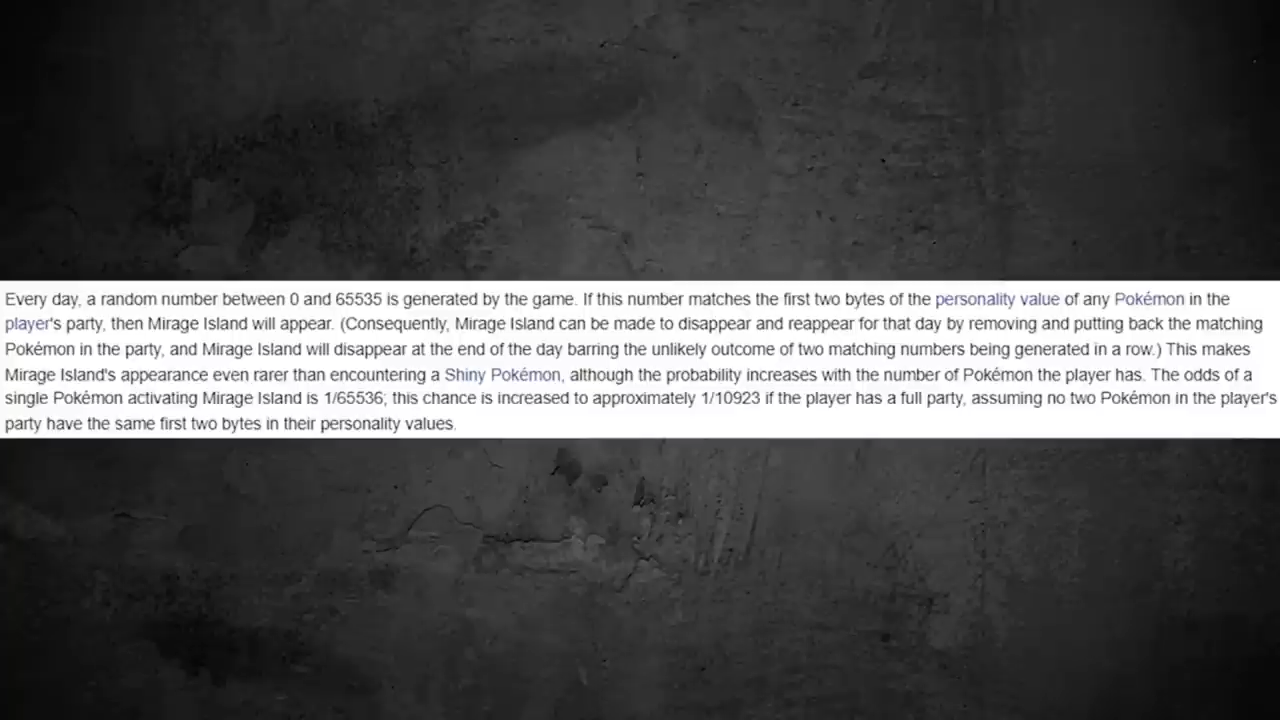 Every day, a random number between 0 and 65535 is generated by the game. If this number matches the first two bytes of the personality value of any Pokémon in the
player's party, then Mirage Island will appear. (Consequently, Mirage Island can be made to disappear and reappear for that day by removing and putting back the matching
Pokémon in the party, and Mirage Island will disappear at the end of the day barring the unlikely outcome of two matching numbers being generated in a row.) This makes
Mirage Island's appearance even rarer than encountering a Shiny Pokémon, although the probability increases with the number of Pokémon the player has. The odds of a
single Pokémon activating Mirage Island is 1/65536; this chance is increased to approximately 1/10923 if the player has a full party, assuming no two Pokémon in the player's
party have the same first two bytes in their personality values.